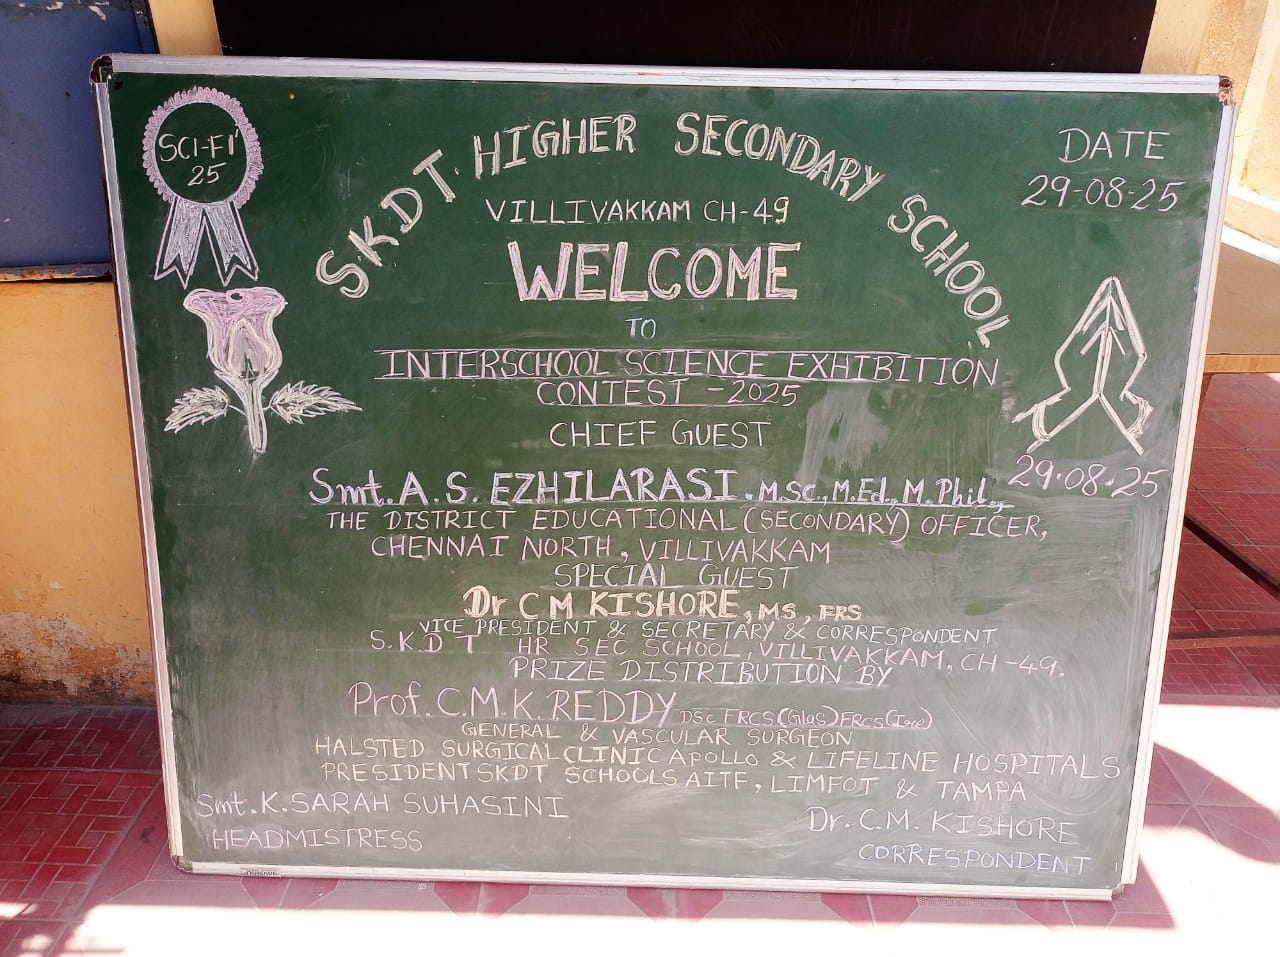 SCI-FI'
25
SKDT. HIGHER SECONDARY SCHOOL
DATE
29-08-25
VILLIVAKKAM CH-49
WELCOME
TO
INTERSCHOOL SCIENCE EXHIBITION
CONTEST - 2025
CHIEF GUEST
29.08.25
Smt. A. S. EZHILARASI. M.Sc., M.Ed., M.Phil.,
THE DISTRICT EDUCATIONAL (SECONDARY) OFFICER,
CHENNAI NORTH, VILLIVAKKAM
SPECIAL GUEST
Dr C M KISHORE, MS, FRS
VICE PRESIDENT & SECRETARY & CORRESPONDENT
S.K.D T HR SEC SCHOOL, VILLIVAKKAM, CH-49.
PRIZE DISTRIBUTION BY
Prof. C.M.K. REDDY DSc FRCS (Glas) FRCS (Ire)
GENERAL & VASCULAR SURGEON
HALSTED SURGICAL CLINIC APOLLO & LIFELINE HOSPITALS
PRESIDENT SKDT SCHOOLS AITF, LIMFOT & TAMPA
Smt. K. SARAH SUHASINI
HEADMISTRESS
Dr. C.M. KISHORE
CORRESPONDENT